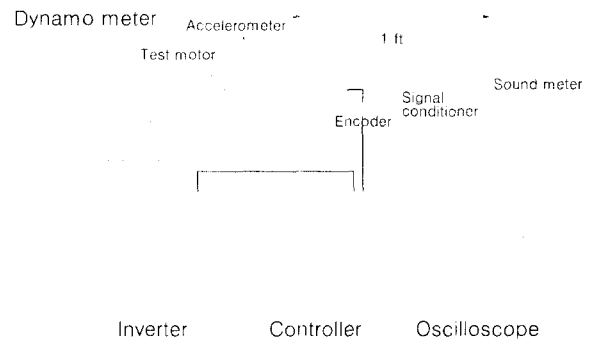 Dynamo meter
Accelerometer
1 ft
Test motor
Sound meter
Signal
conditioner
Encoder
Inverter
Controller
Oscilloscope